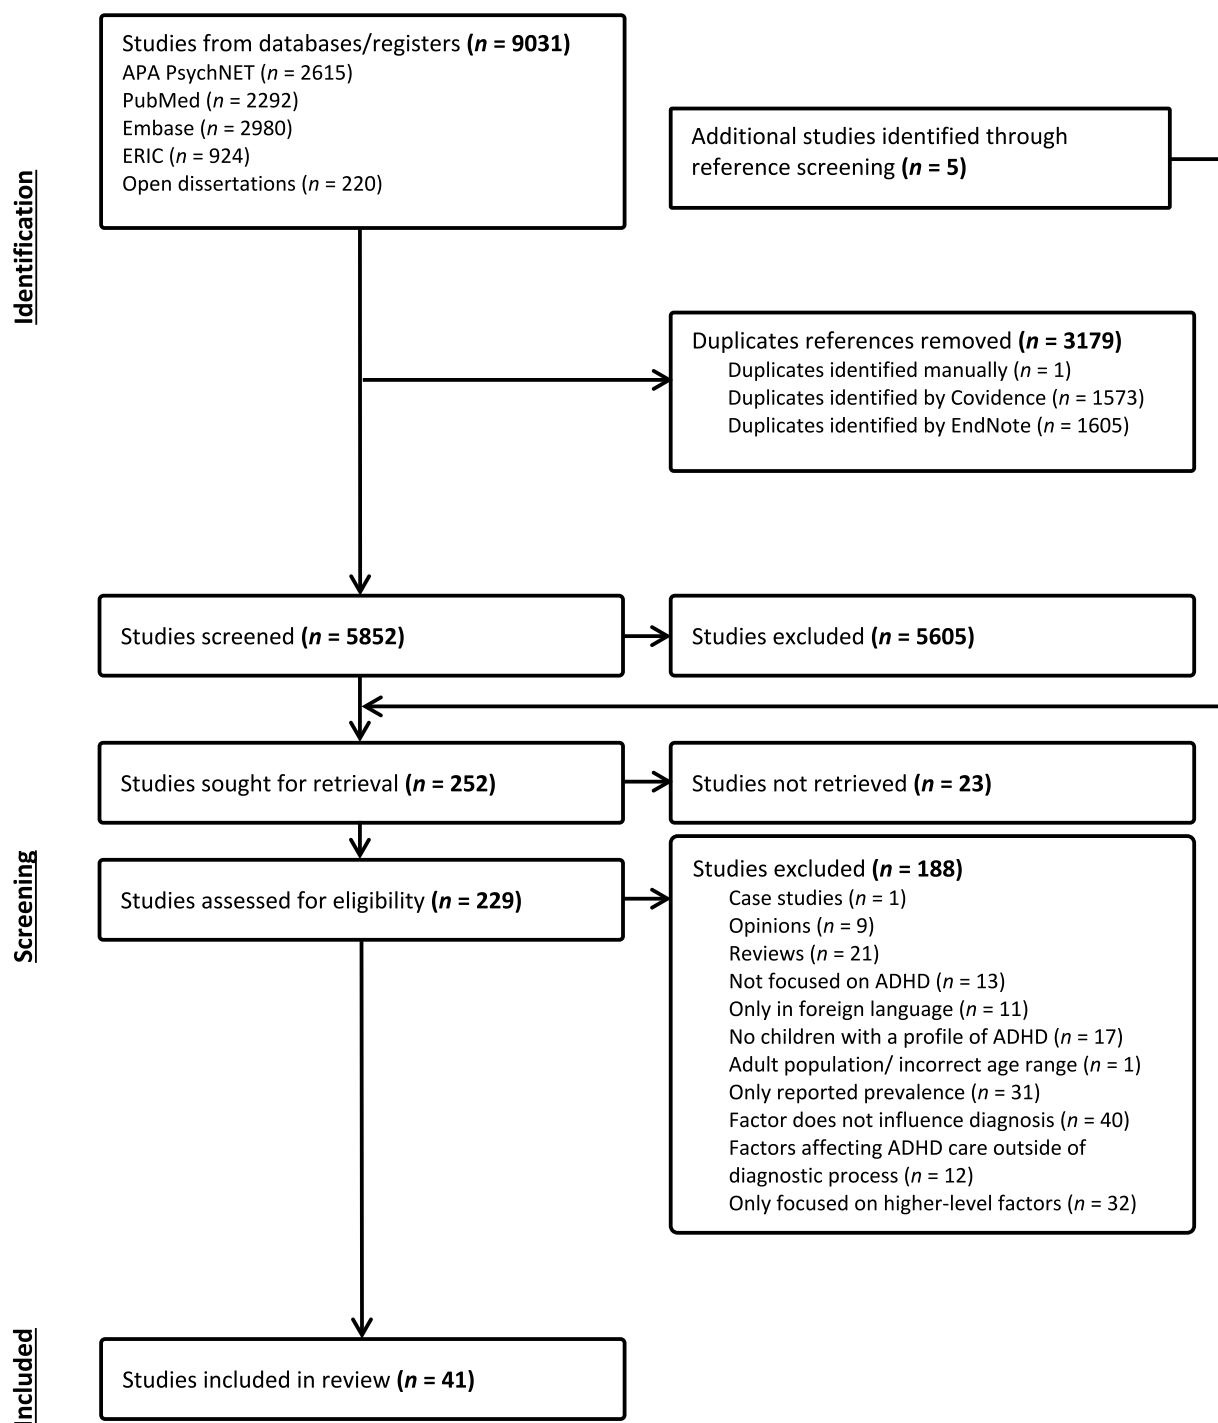 Identification
Studies from databases/registers (n = 9031)
APA PsychNET (n = 2615)
PubMed (n = 2292)
Embase (n = 2980)
ERIC (n = 924)
Open dissertations (n = 220)
Additional studies identified through
reference screening (n = 5)
Duplicates references removed (n = 3179)
Duplicates identified manually (n = 1)
Duplicates identified by Covidence (n = 1573)
Duplicates identified by EndNote (n = 1605)
Screening
Studies screened (n = 5852)
Studies excluded (n = 5605)
Studies sought for retrieval (n = 252)
Studies not retrieved (n = 23)
Studies assessed for eligibility (n = 229)
Studies excluded (n = 188)
Case studies (n = 1)
Opinions (n = 9)
Reviews (n = 21)
Not focused on ADHD (n = 13)
Only in foreign language (n = 11)
No children with a profile of ADHD (n = 17)
Adult population/ incorrect age range (n = 1)
Only reported prevalence (n = 31)
Factor does not influence diagnosis (n = 40)
Factors affecting ADHD care outside of
diagnostic process (n = 12)
Only focused on higher-level factors (n = 32)
Included
Studies included in review (n = 41)